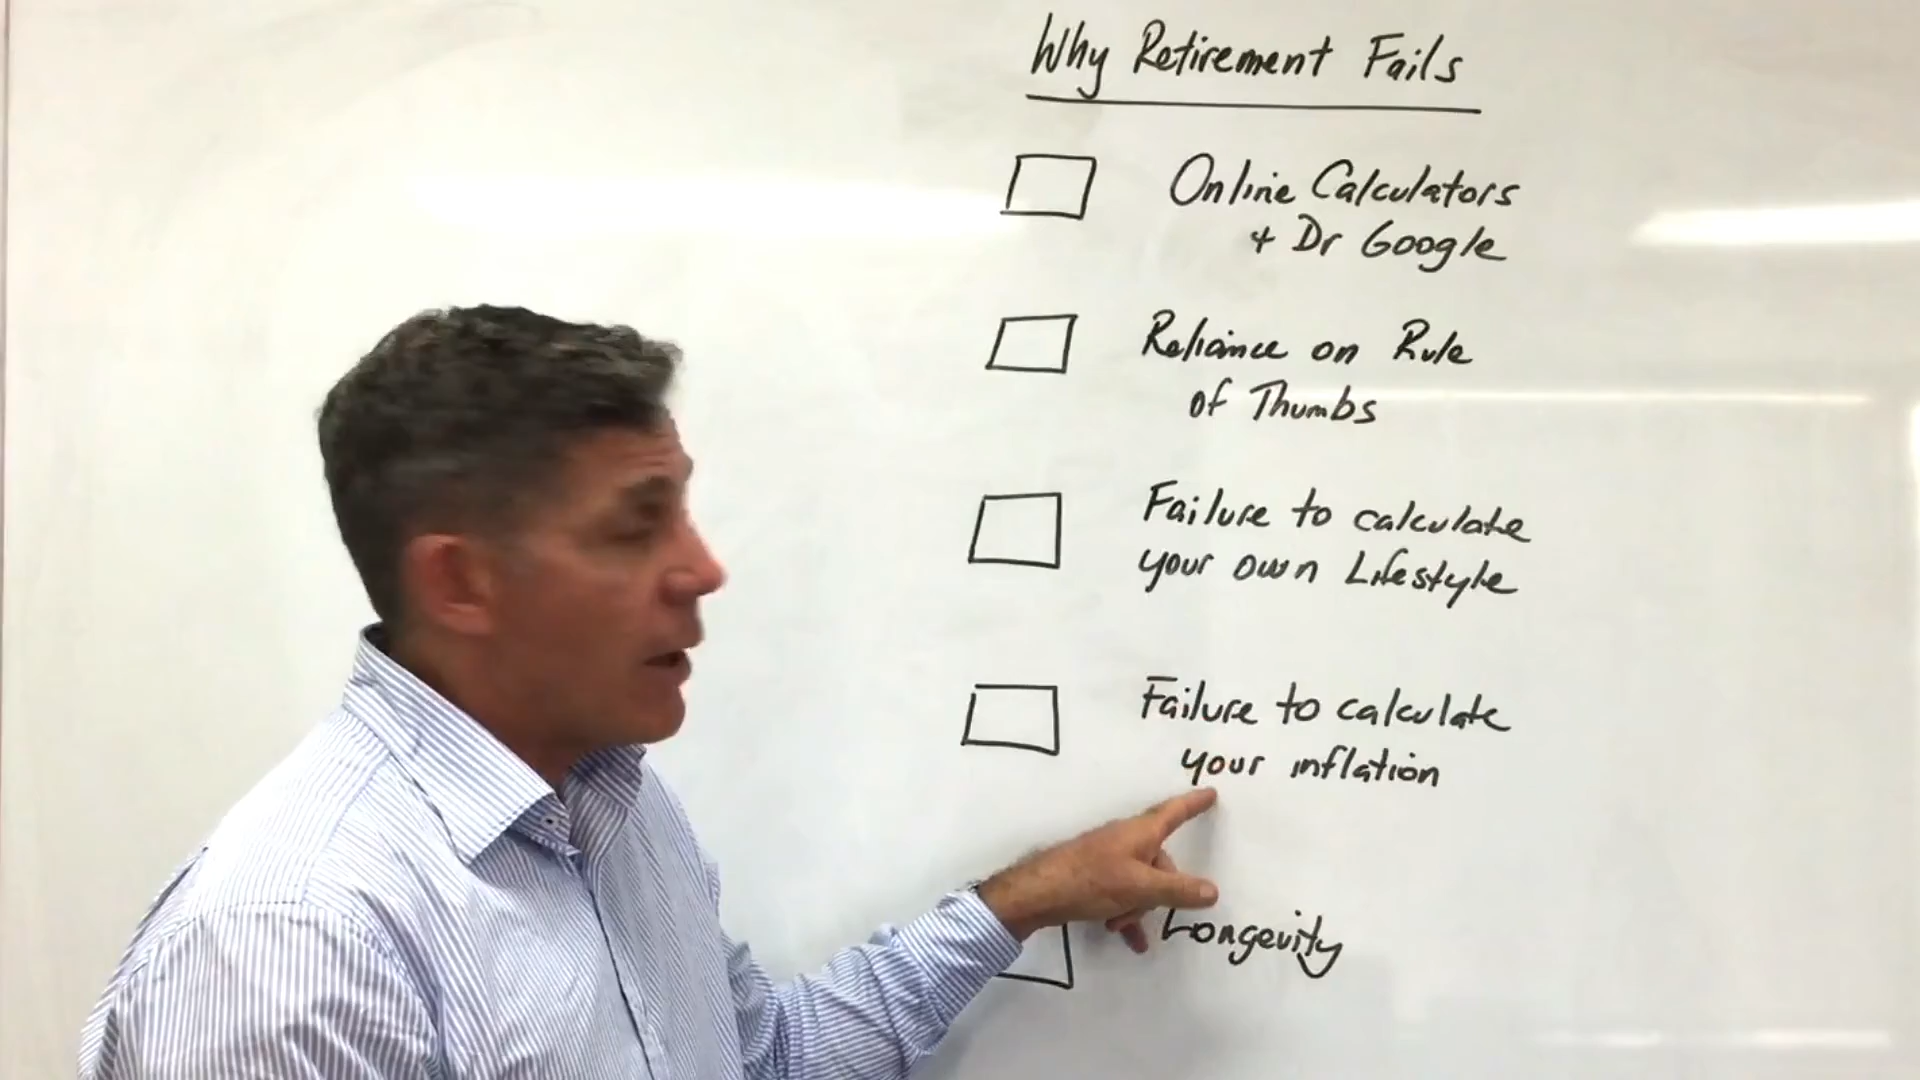 Why Retirement Fails
Online Calculators
+ Dr Google
Reliance on Rule
of Thumbs
Failure to calculate
your own Lifestyle
Failure to calculate
your inflation
Longevity